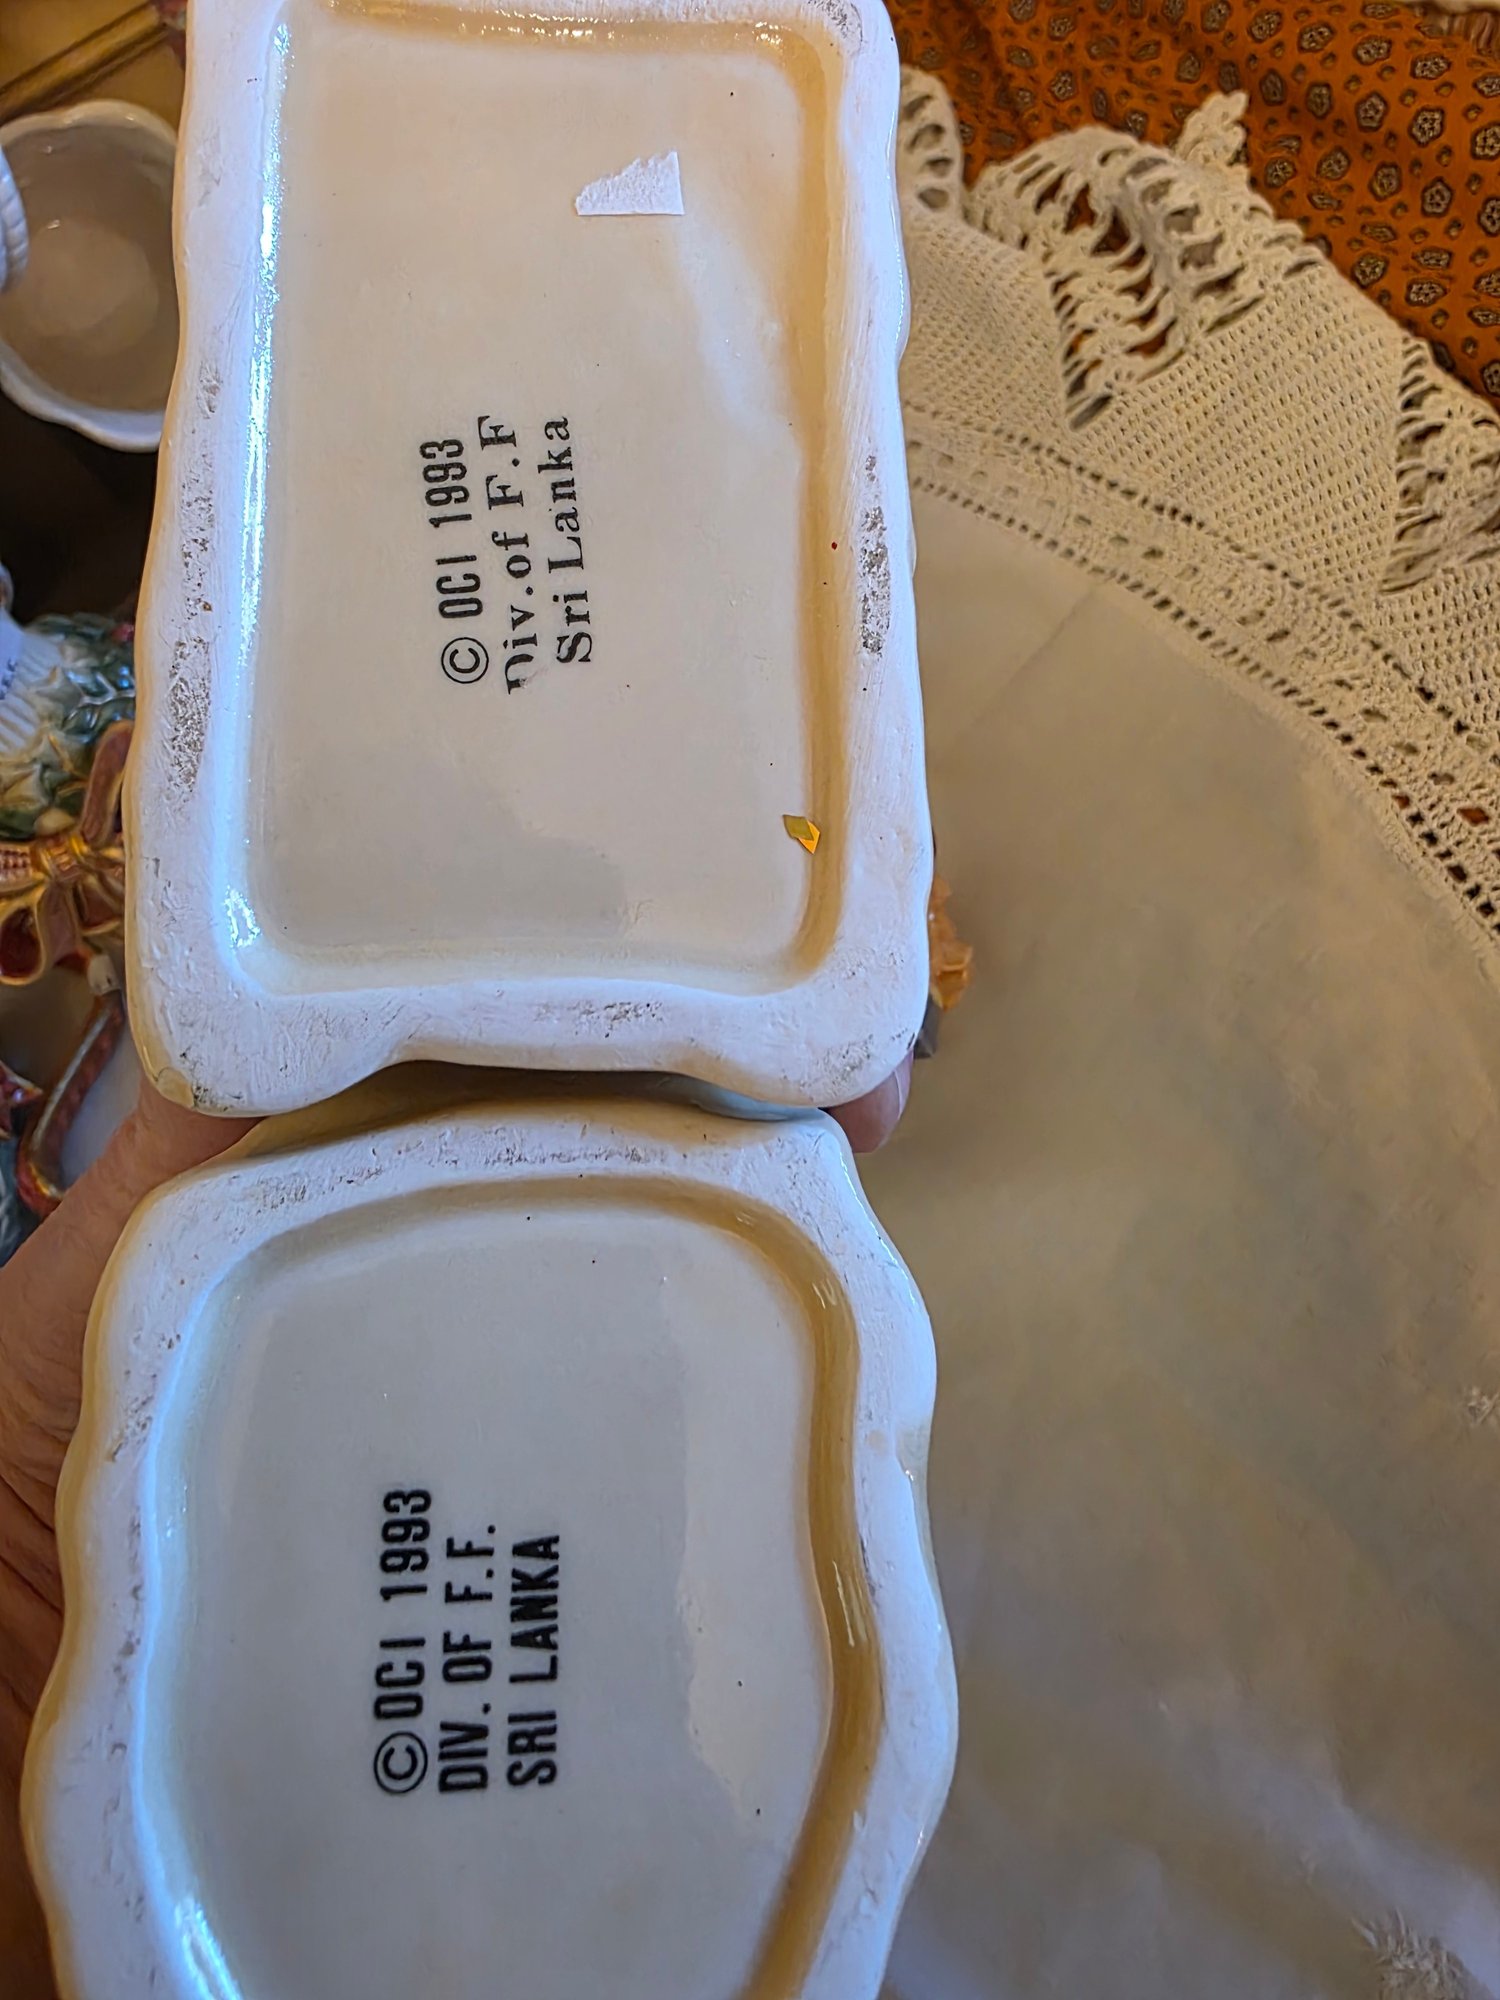 © OCI 1993
Div. of F.F
Sri Lanka
© OCI 1993
DIV. OF F.F.
SRI LANKA